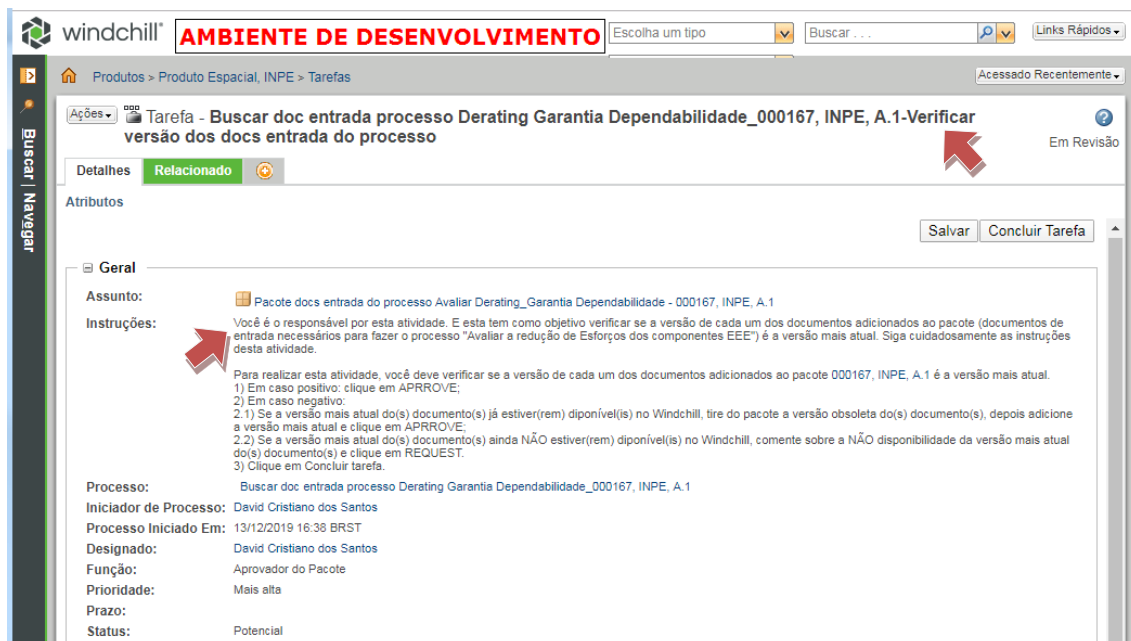 windchill®
AMBIENTE DE DESENVOLVIMENTO
Escolha um tipo
Buscar . . .
Links Rápidos
Produtos > Produto Espacial, INPE > Tarefas
Acessado Recentemente
Buscar | Navegar
Ações
Tarefa - Buscar doc entrada processo Derating Garantia Dependabilidade_000167, INPE, A.1-Verificar
versão dos docs entrada do processo
Em Revisão
Detalhes
Relacionado
Atributos
Salvar
Concluir Tarefa
Geral
Assunto:
Pacote docs entrada do processo Avaliar Derating_Garantia Dependabilidade - 000167, INPE, A.1
Instruções:
Você é o responsável por esta atividade. E esta tem como objetivo verificar se a versão de cada um dos documentos adicionados ao pacote (documentos de
entrada necessários para fazer o processo "Avaliar a redução de Esforços dos componentes EEE") é a versão mais atual. Siga cuidadosamente as instruções
desta atividade.
Para realizar esta atividade, você deve verificar se a versão de cada um dos documentos adicionados ao pacote 000167, INPE, A.1 é a versão mais atual.
1) Em caso positivo: clique em APRROVE;
2) Em caso negativo:
2.1) Se a versão mais atual do(s) documento(s) já estiver(rem) diponível(is) no Windchill, tire do pacote a versão obsoleta do(s) documento(s), depois adicione
a versão mais atual e clique em APRROVE;
2.2) Se a versão mais atual do(s) documento(s) ainda NÃO estiver(rem) diponível(is) no Windchill, comente sobre a NÃO disponibilidade da versão mais atual
do(s) documento(s) e clique em REQUEST.
3) Clique em Concluir tarefa.
Processo:
Buscar doc entrada processo Derating Garantia Dependabilidade_000167, INPE, A.1
Iniciador de Processo:
David Cristiano dos Santos
Processo Iniciado Em:
13/12/2019 16:38 BRST
Designado:
David Cristiano dos Santos
Função:
Aprovador do Pacote
Prioridade:
Mais alta
Prazo:
Status:
Potencial